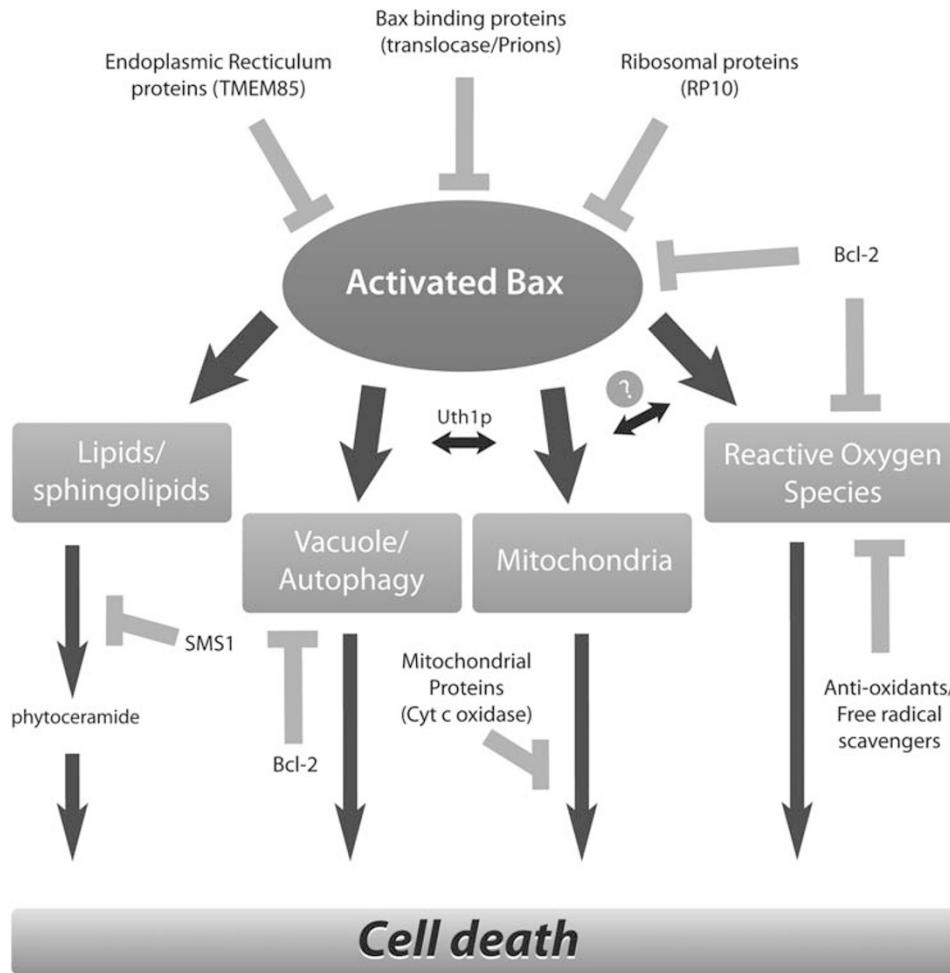 Bax binding proteins
(translocase/Prions)
Endoplasmic Recticulum
proteins (TMEM85)
Ribosomal proteins
(RP10)
Activated Bax
Bcl-2
Uth1p
?
Lipids/
sphingolipids
Reactive Oxygen
Species
Vacuole/
Autophagy
Mitochondria
SMS1
Mitochondrial
Proteins
(Cyt c oxidase)
phytoceramide
Bcl-2
Anti-oxidants/
Free radical
scavengers
Cell death